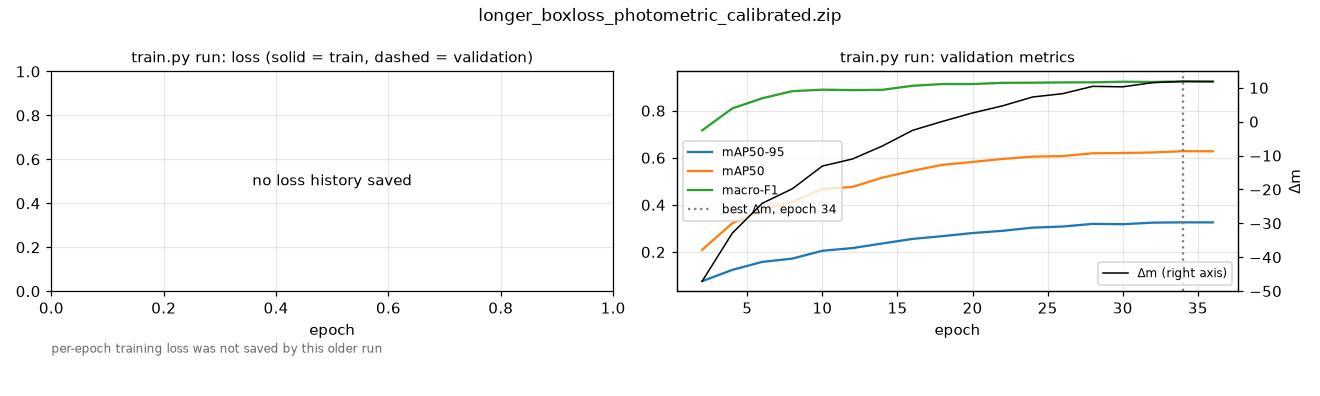 longer_boxloss_photometric_calibrated.zip
train.py run: loss (solid = train, dashed = validation)
1.0
0.8
0.6
0.4
0.2
0.0
no loss history saved
0.0 0.2 0.4 0.6 0.8 1.0
epoch
per-epoch training loss was not saved by this older run
train.py run: validation metrics
0.8
0.6
0.4
0.2
mAP50-95
mAP50
macro-F1
best Δm, epoch 34
Δm (right axis)
10
0
−10
−20
−30
−40
−50
Δm
5 10 15 20 25 30 35
epoch